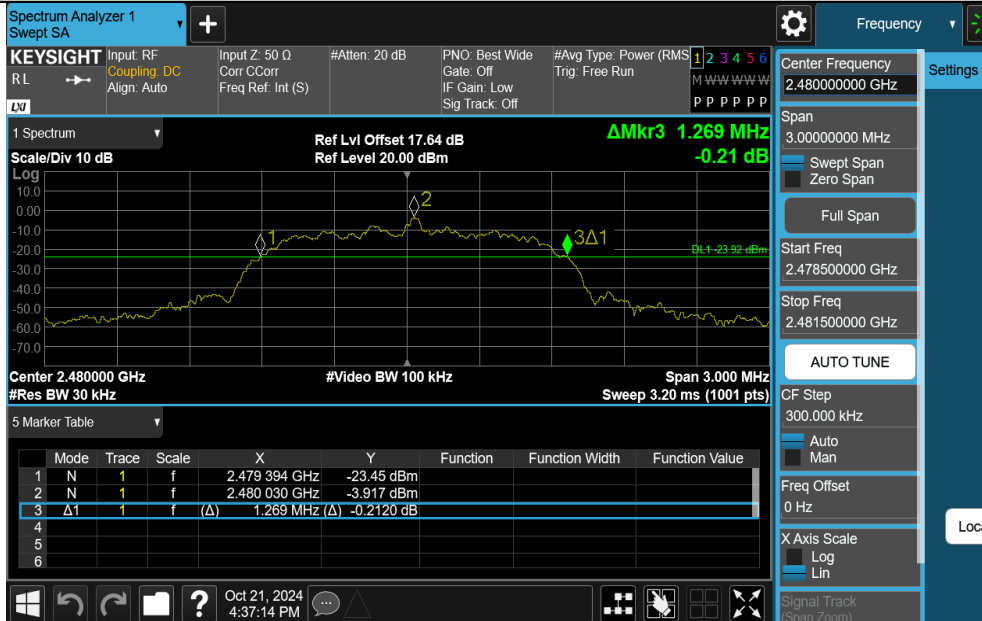 Spectrum Analyzer 1
Swept SA
+
Frequency
KEYSIGHT
RL
LXI
Input: RF
Coupling: DC
Align: Auto
Input Z: 50 Ω
Corr CCorr
Freq Ref: Int (S)
#Atten: 20 dB
PNO: Best Wide
Gate: Off
IF Gain: Low
Sig Track: Off
#Avg Type: Power (RMS
Trig: Free Run
1 2 3 4 5 6
M W W W W W
P P P P P P
1 Spectrum
Scale/Div 10 dB
Ref Lvl Offset 17.64 dB
Ref Level 20.00 dBm
ΔMkr3 1.269 MHz
-0.21 dB
Log
10.0
0.00
-10.0
-20.0
-30.0
-40.0
-50.0
-60.0
-70.0
1
2
3Δ1
DL1 -23.92 dBm
Center 2.480000 GHz
#Video BW 100 kHz
Span 3.000 MHz
#Res BW 30 kHz
Sweep 3.20 ms (1001 pts)
5 Marker Table
Mode Trace Scale X Y Function Function Width Function Value
1 N 1 f 2.479 394 GHz -23.45 dBm
2 N 1 f 2.480 030 GHz -3.917 dBm
3 Δ1 1 f (Δ) 1.269 MHz (Δ) -0.2120 dB
4
5
6
?
Oct 21, 2024
4:37:14 PM
Center Frequency
2.480000000 GHz
Settings
Span
3.00000000 MHz
Swept Span
Zero Span
Full Span
Start Freq
2.478500000 GHz
Stop Freq
2.481500000 GHz
AUTO TUNE
CF Step
300.000 kHz
Auto
Man
Freq Offset
0 Hz
Loca
X Axis Scale
Log
Lin
Signal Track
(Span Zoom)